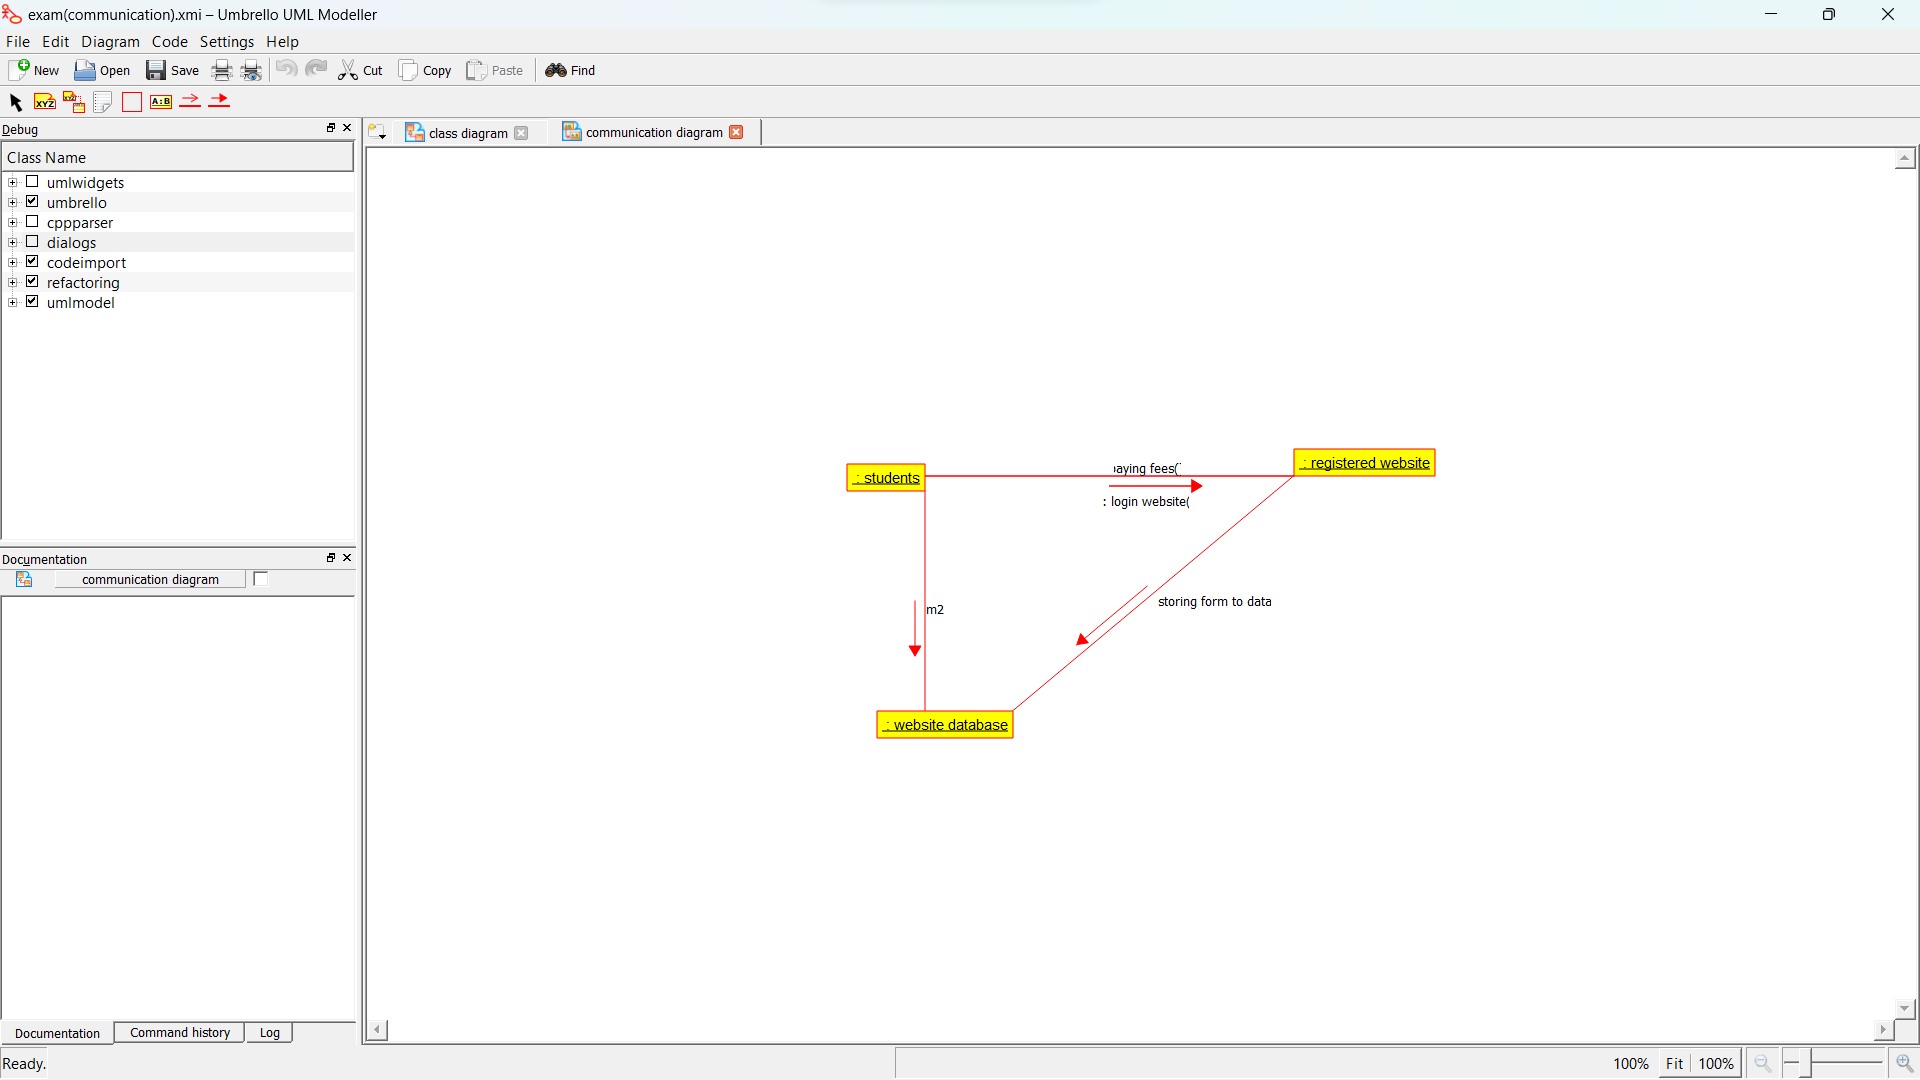 exam(communication).xmi – Umbrello UML Modeller
File Edit Diagram Code Settings Help
New Open Save Cut Copy Paste Find
XYZ XYZ A:B
Debug
class diagram communication diagram
Class Name
umlwidgets
umbrello
cppparser
dialogs
codeimport
refactoring
umlmodel
: students
aying fees(
: registered website
: login website(
m2
storing form to data
: website database
Documentation
communication diagram
Documentation Command history Log
Ready.
100% Fit 100%